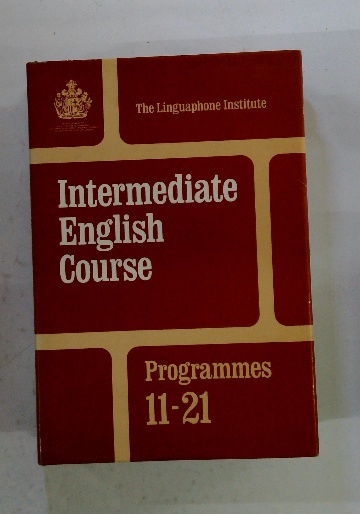 The Linguaphone Institute
Intermediate
English
Course
Programmes
11-21